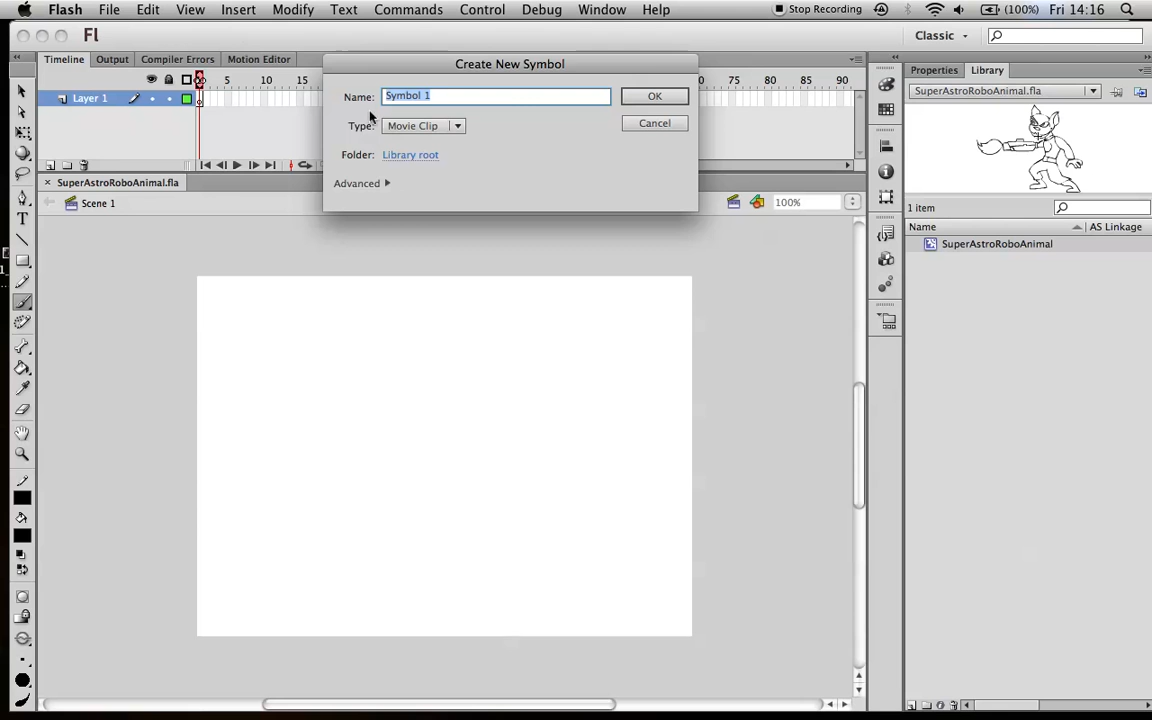 Flash File Edit View Insert Modify Text Commands Control Debug Window Help Stop Recording (100%) Fri 14:16
Fl Classic
Timeline Output Compiler Errors Motion Editor
Create New Symbol
Properties Library
5 10 15 70 75 80 85 90
SuperAstroRoboAnimal.fla
Layer 1
Name: Symbol 1 OK
Type: Movie Clip Cancel
Folder: Library root
Advanced
SuperAstroRoboAnimal.fla
Scene 1 100%
1 item
Name AS Linkage
SuperAstroRoboAnimal